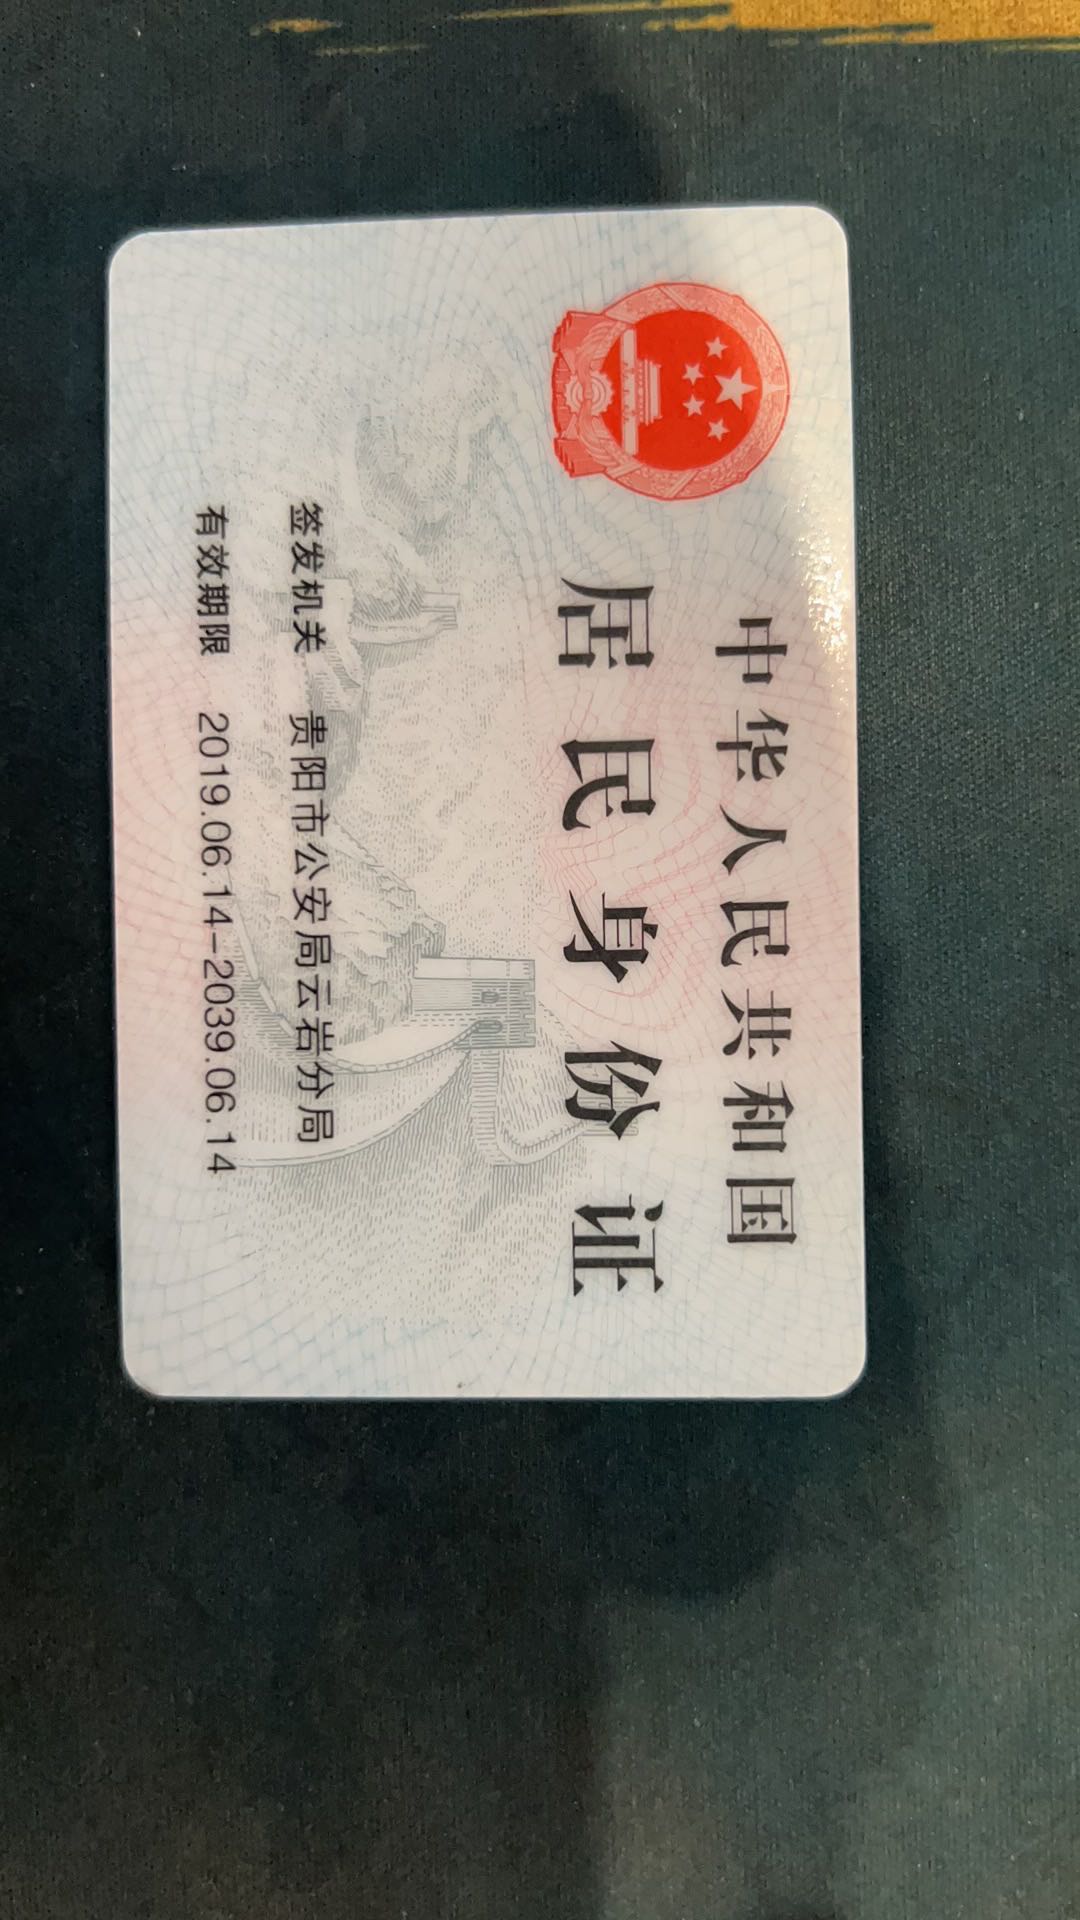 中华人民共和国
居民身份证
签发机关 贵阳市公安局云岩分局
有效期限 2019.06.14-2039.06.14